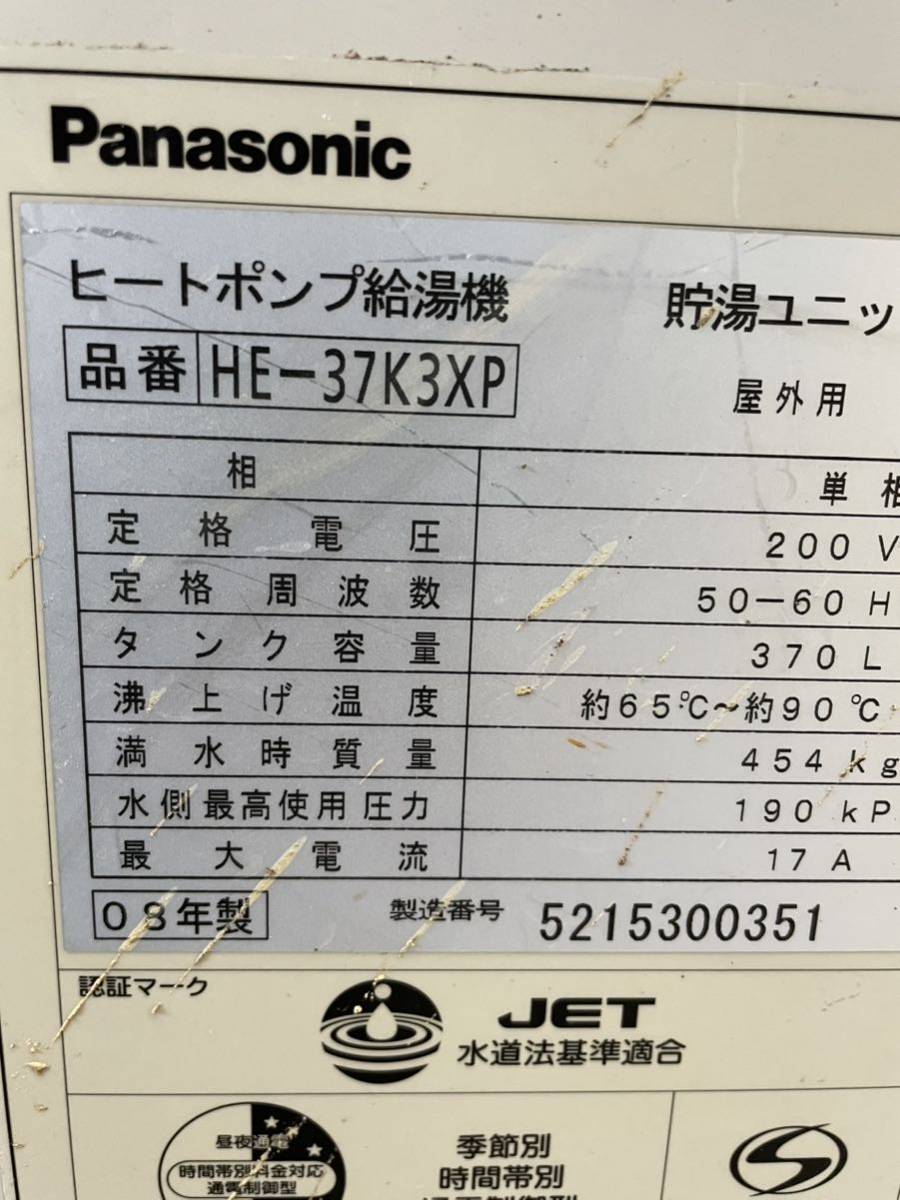 Panasonic
ヒートポンプ給湯機 貯湯ユニッ
品番 HE-37K3XP
屋外用
相 単相
定格電圧 200 V
定格周波数 50-60 H
タンク容量 370 L
沸上げ温度 約65℃~約90℃
満水時質量 454 kg
水側最高使用圧力 190 kP
最大電流 17 A
08年製 製造番号 5215300351
認証マーク
JET
水道法基準適合
昼夜通電
時間帯別料金対応
通電制御型
季節別
時間帯別
通電制御型